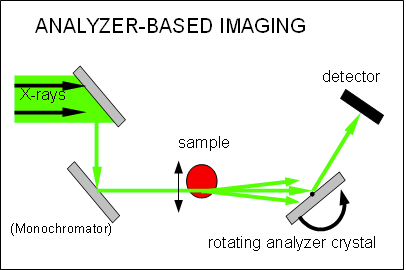 ANALYZER-BASED IMAGING
detector
X-rays
sample
(Monochromator)
rotating analyzer crystal